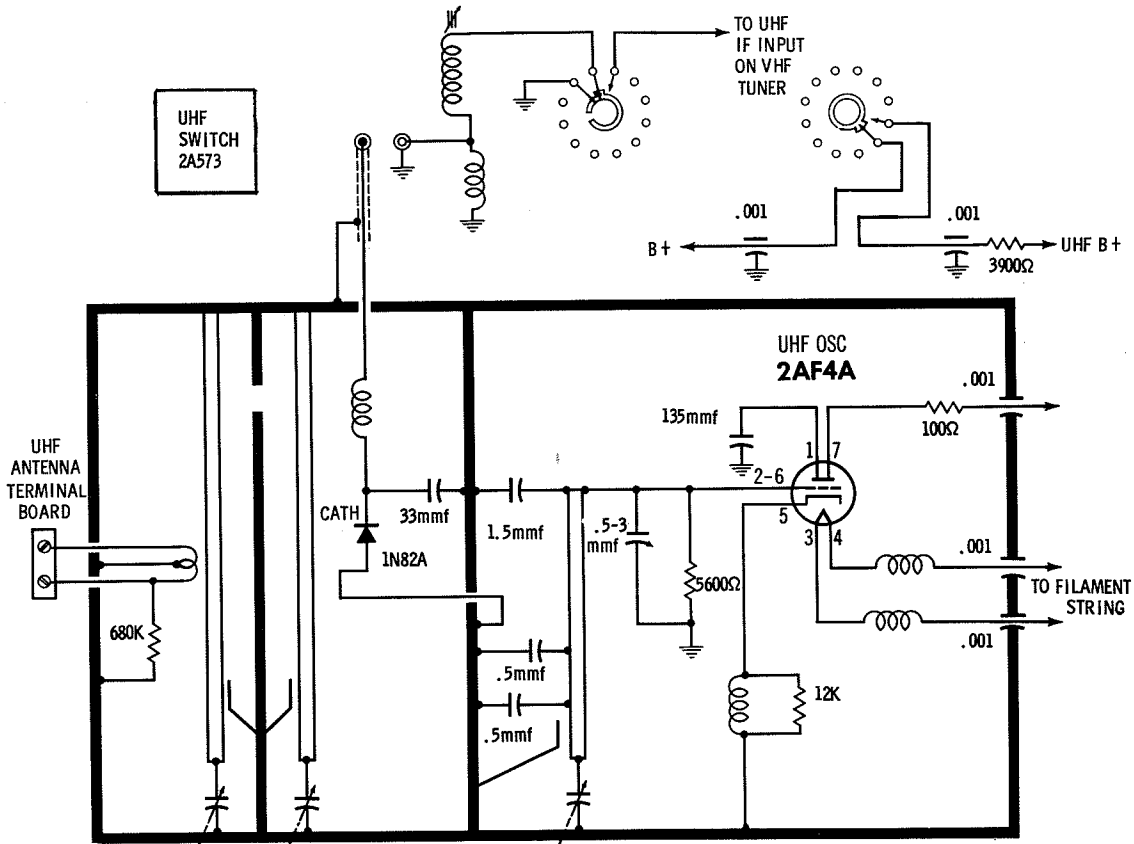 TO UHF
IF INPUT
ON VHF
TUNER
UHF
SWITCH
2A573
.001
.001
B+
UHF B+
3900Ω
UHF OSC
2AF4A
.001
135mmf
100Ω
1
7
UHF
ANTENNA
TERMINAL
BOARD
2-6
5
33mmf
1.5mmf
.5-3
mmf
CATH
1N82A
3
4
.001
5600Ω
TO FILAMENT
STRING
.001
680K
.5mmf
.5mmf
12K